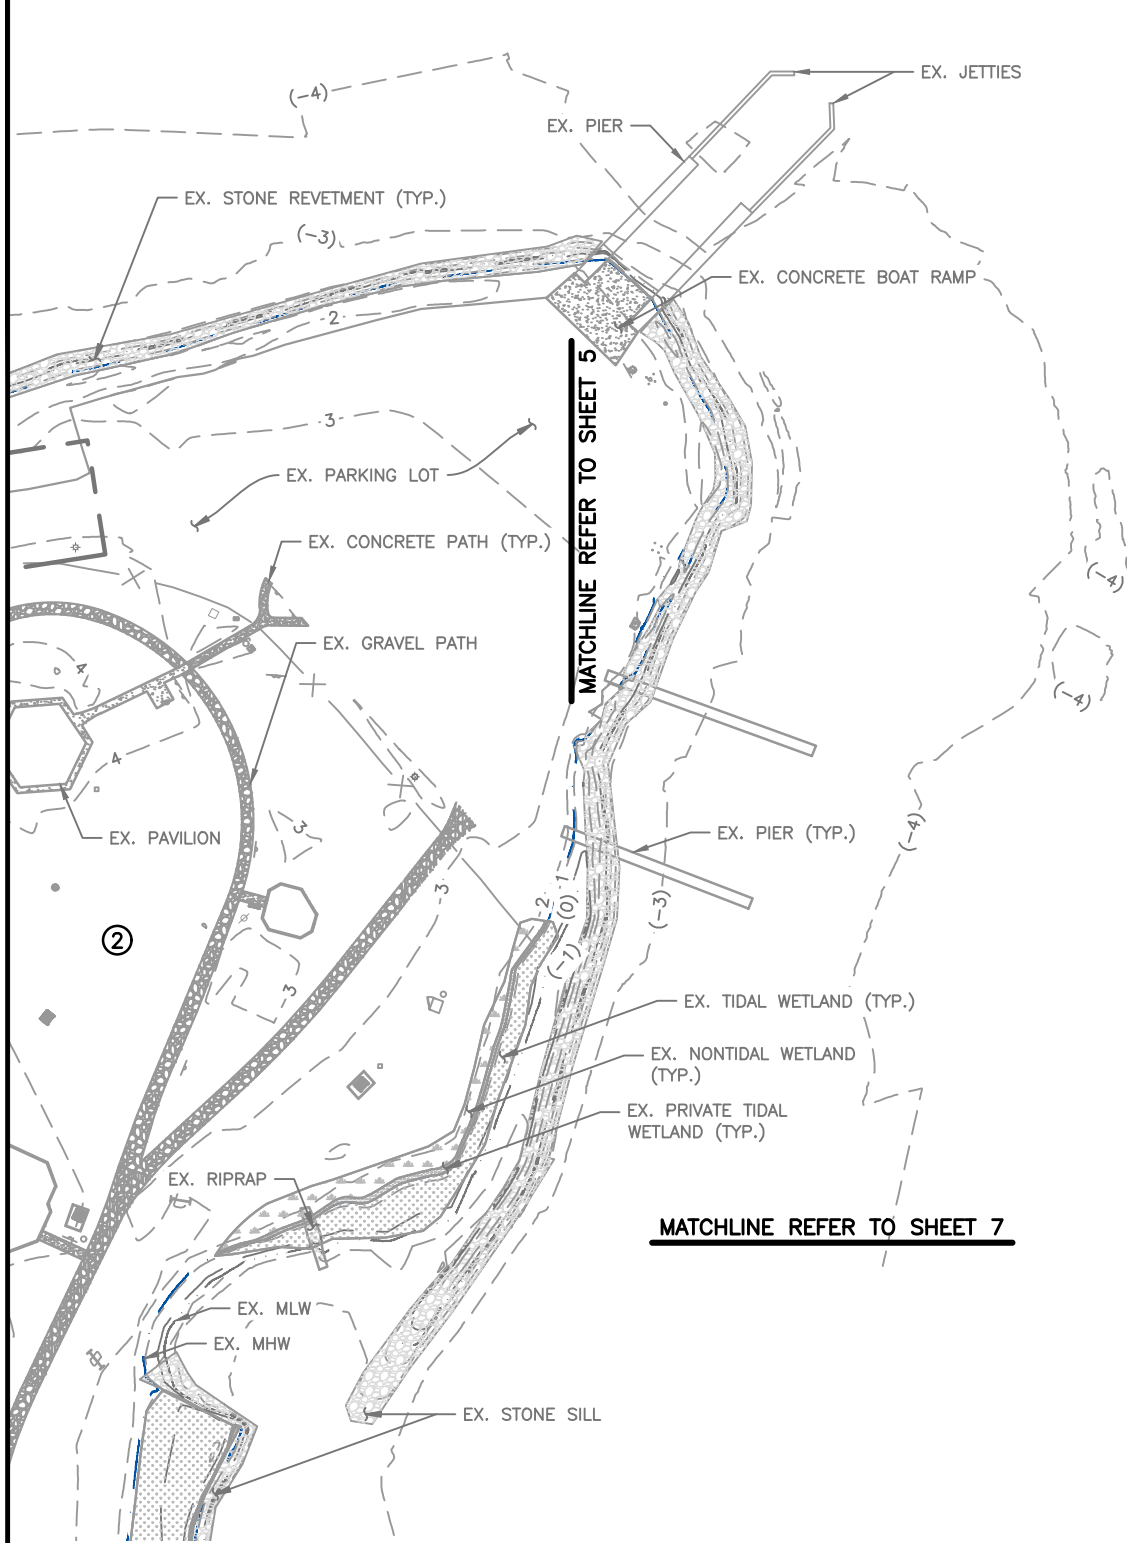 EX. JETTIES
(-4)
EX. PIER
EX. STONE REVETMENT (TYP.)
(-3)
EX. CONCRETE BOAT RAMP
2
MATCHLINE REFER TO SHEET 5
3
EX. PARKING LOT
EX. CONCRETE PATH (TYP.)
(-4)
EX. GRAVEL PATH
4
(-4)
4
EX. PAVILION
3
EX. PIER (TYP.)
(-4)
3
1
2
(0)
(-3)
2
(-1)
3
EX. TIDAL WETLAND (TYP.)
EX. NONTIDAL WETLAND
(TYP.)
EX. PRIVATE TIDAL
WETLAND (TYP.)
EX. RIPRAP
MATCHLINE REFER TO SHEET 7
EX. MLW
EX. MHW
EX. STONE SILL